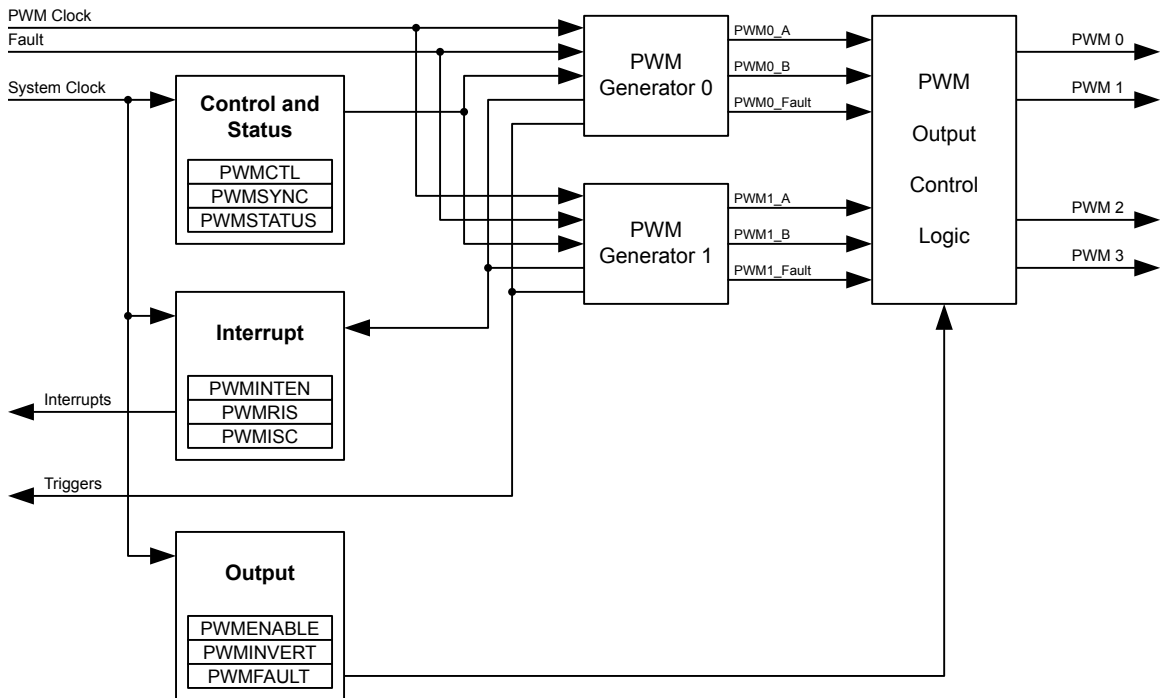 PWM Clock
Fault
System Clock
Control and
Status
PWMCTL
PWMSYNC
PWMSTATUS
Interrupt
PWMINTEN
PWMRIS
PWMISC
Interrupts
Triggers
Output
PWMENABLE
PWMINVERT
PWMFAULT
PWM
Generator 0
PWM0_A
PWM0_B
PWM0_Fault
PWM
Generator 1
PWM1_A
PWM1_B
PWM1_Fault
PWM
Output
Control
Logic
PWM 0
PWM 1
PWM 2
PWM 3